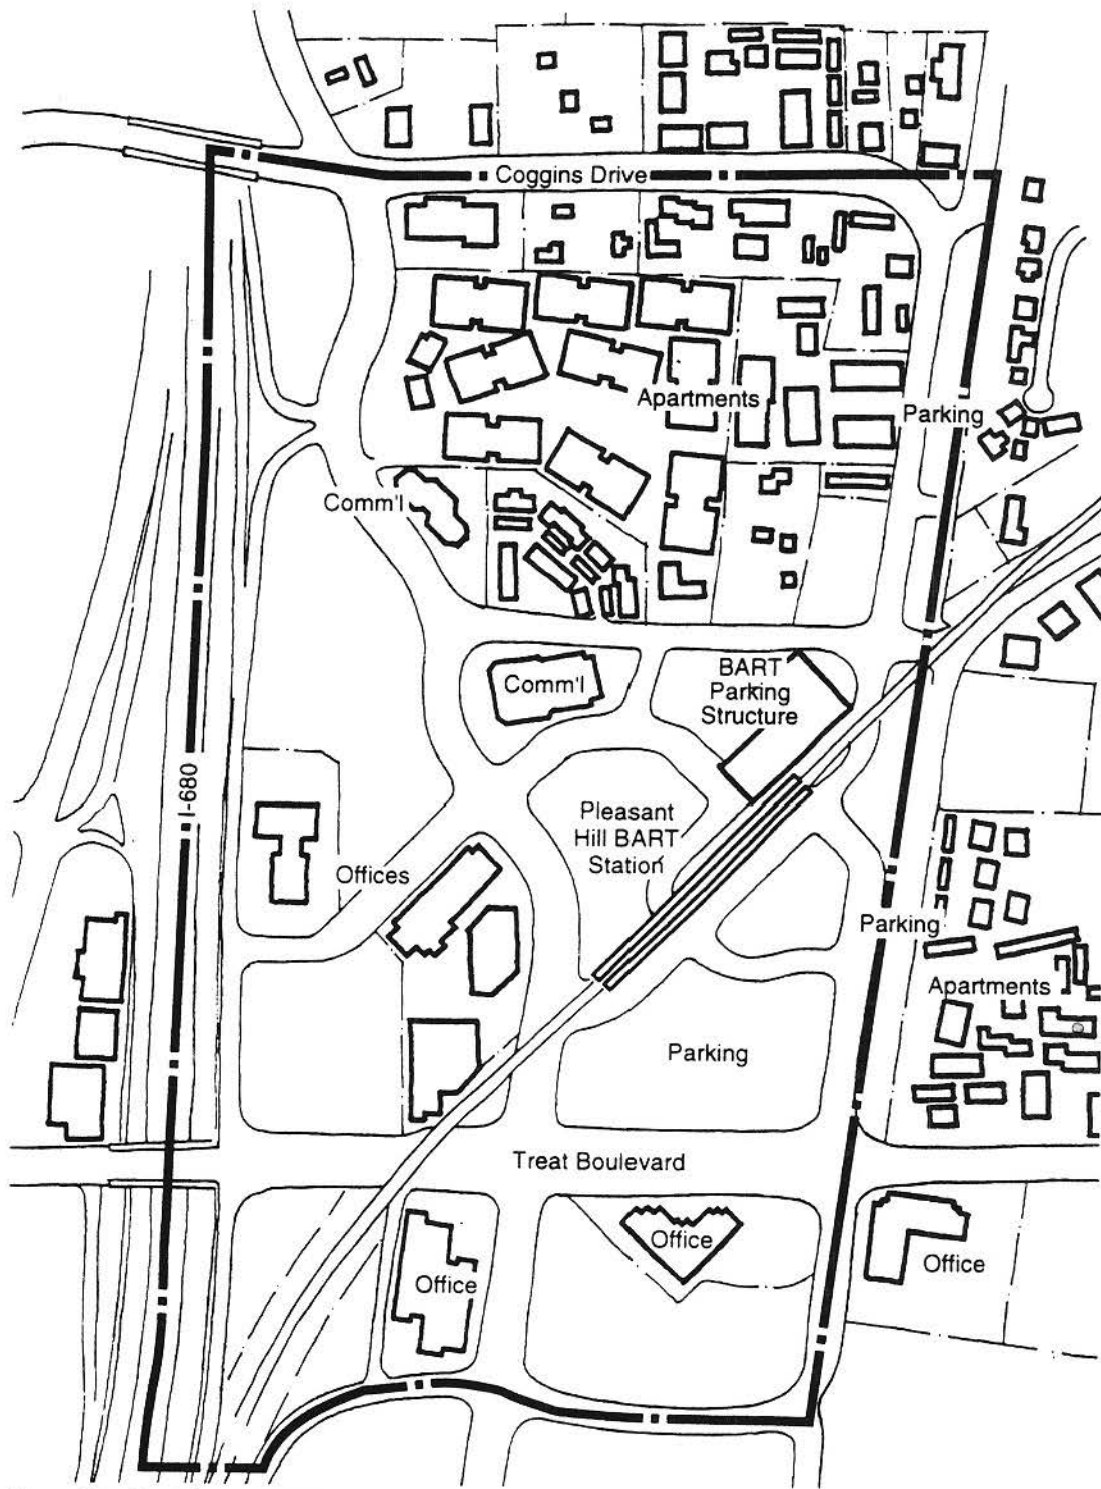 Coggins Drive
Apartments
Parking
Comm'l
Comm'l
BART
Parking
Structure
I-680
Pleasant
Hill BART
Station
Offices
Parking
Apartments
Parking
Treat Boulevard
Office
Office
Office